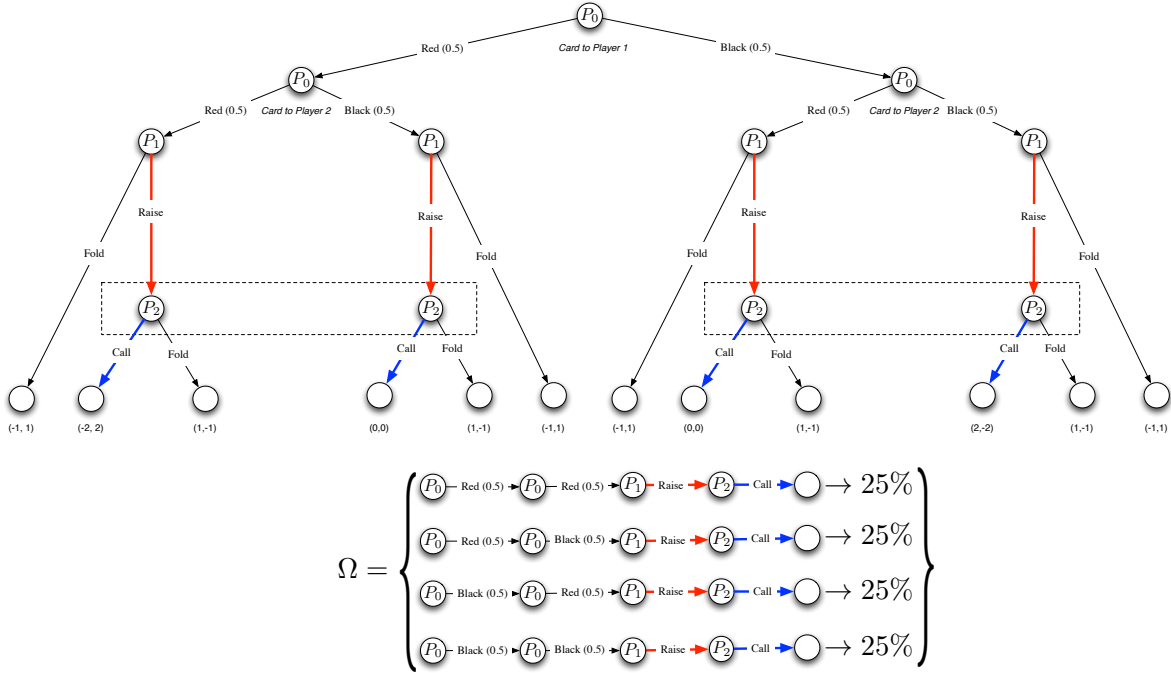 P0
Card to Player 1
Red (0.5) Black (0.5)
P0 P0
Red (0.5) Card to Player 2 Black (0.5) Red (0.5) Card to Player 2 Black (0.5)
P1 P1 P1 P1
Raise Raise Raise Raise
Fold Fold Fold Fold
P2 P2 P2 P2
Call Fold Call Fold Call Fold Call Fold
(-1, 1) (-2, 2) (1,-1) (0,0) (1,-1) (-1,1) (-1,1) (0,0) (1,-1) (2,-2) (1,-1) (-1,1)
P0 Red (0.5) P0 Red (0.5) P1 Raise P2 Call → 25%
P0 Red (0.5) P0 Black (0.5) P1 Raise P2 Call → 25%
Ω =
P0 Black (0.5) P0 Red (0.5) P1 Raise P2 Call → 25%
P0 Black (0.5) P0 Black (0.5) P1 Raise P2 Call → 25%